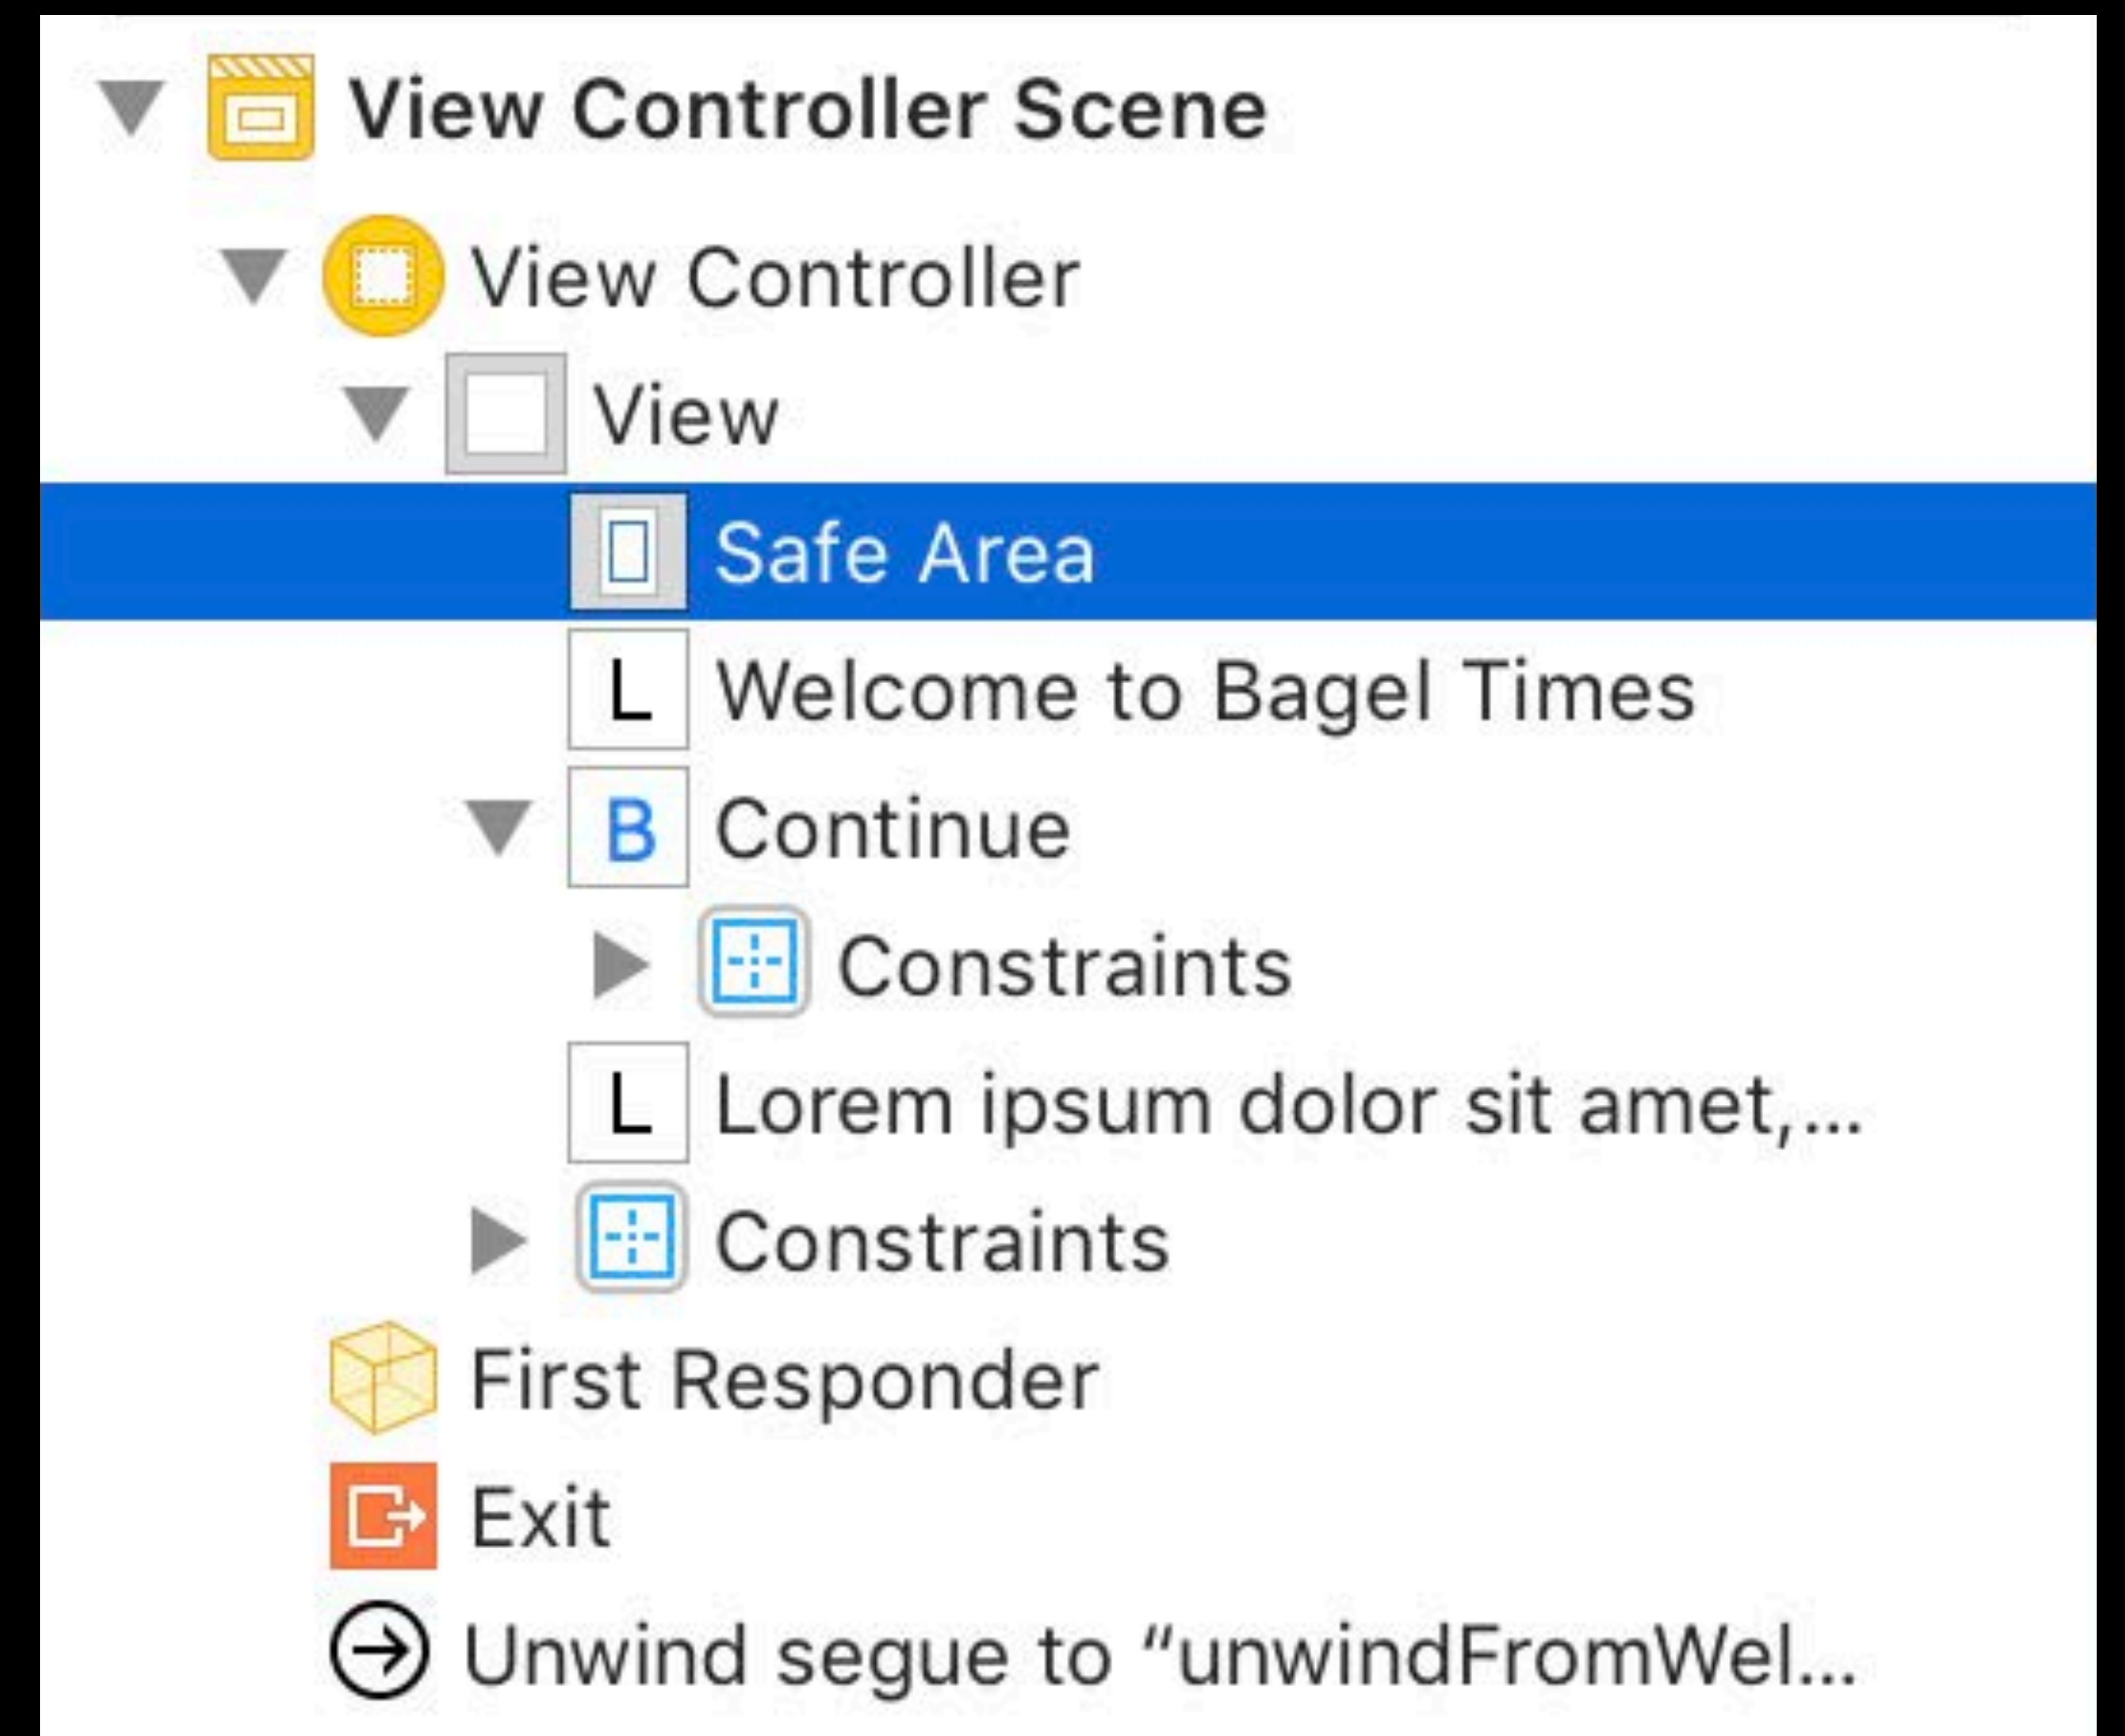 View Controller Scene
View Controller
View
Safe Area
L Welcome to Bagel Times
B Continue
Constraints
L Lorem ipsum dolor sit amet,...
Constraints
First Responder
Exit
Unwind segue to “unwindFromWel...